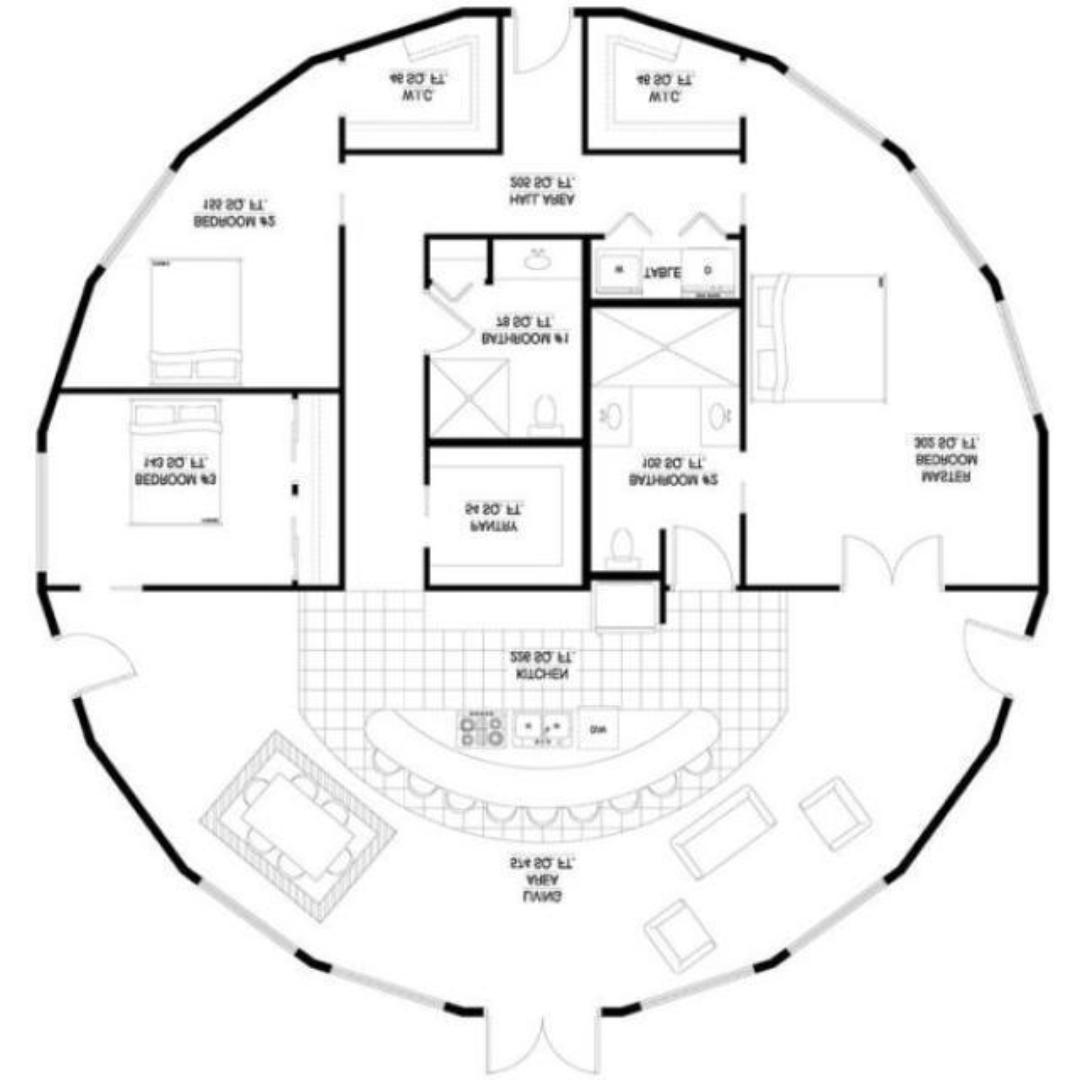 W.I.C.
46 SQ. FT.
W.I.C.
46 SQ. FT.
HALL AREA
205 SQ. FT.
BEDROOM #2
155 SQ. FT.
W
TABLE
D
BATHROOM #1
78 SQ. FT.
MASTER
BEDROOM
302 SQ. FT.
BEDROOM #3
143 SQ. FT.
BATHROOM #2
105 SQ. FT.
PANTRY
54 SQ. FT.
KITCHEN
226 SQ. FT.
DW
LIVING
AREA
574 SQ. FT.